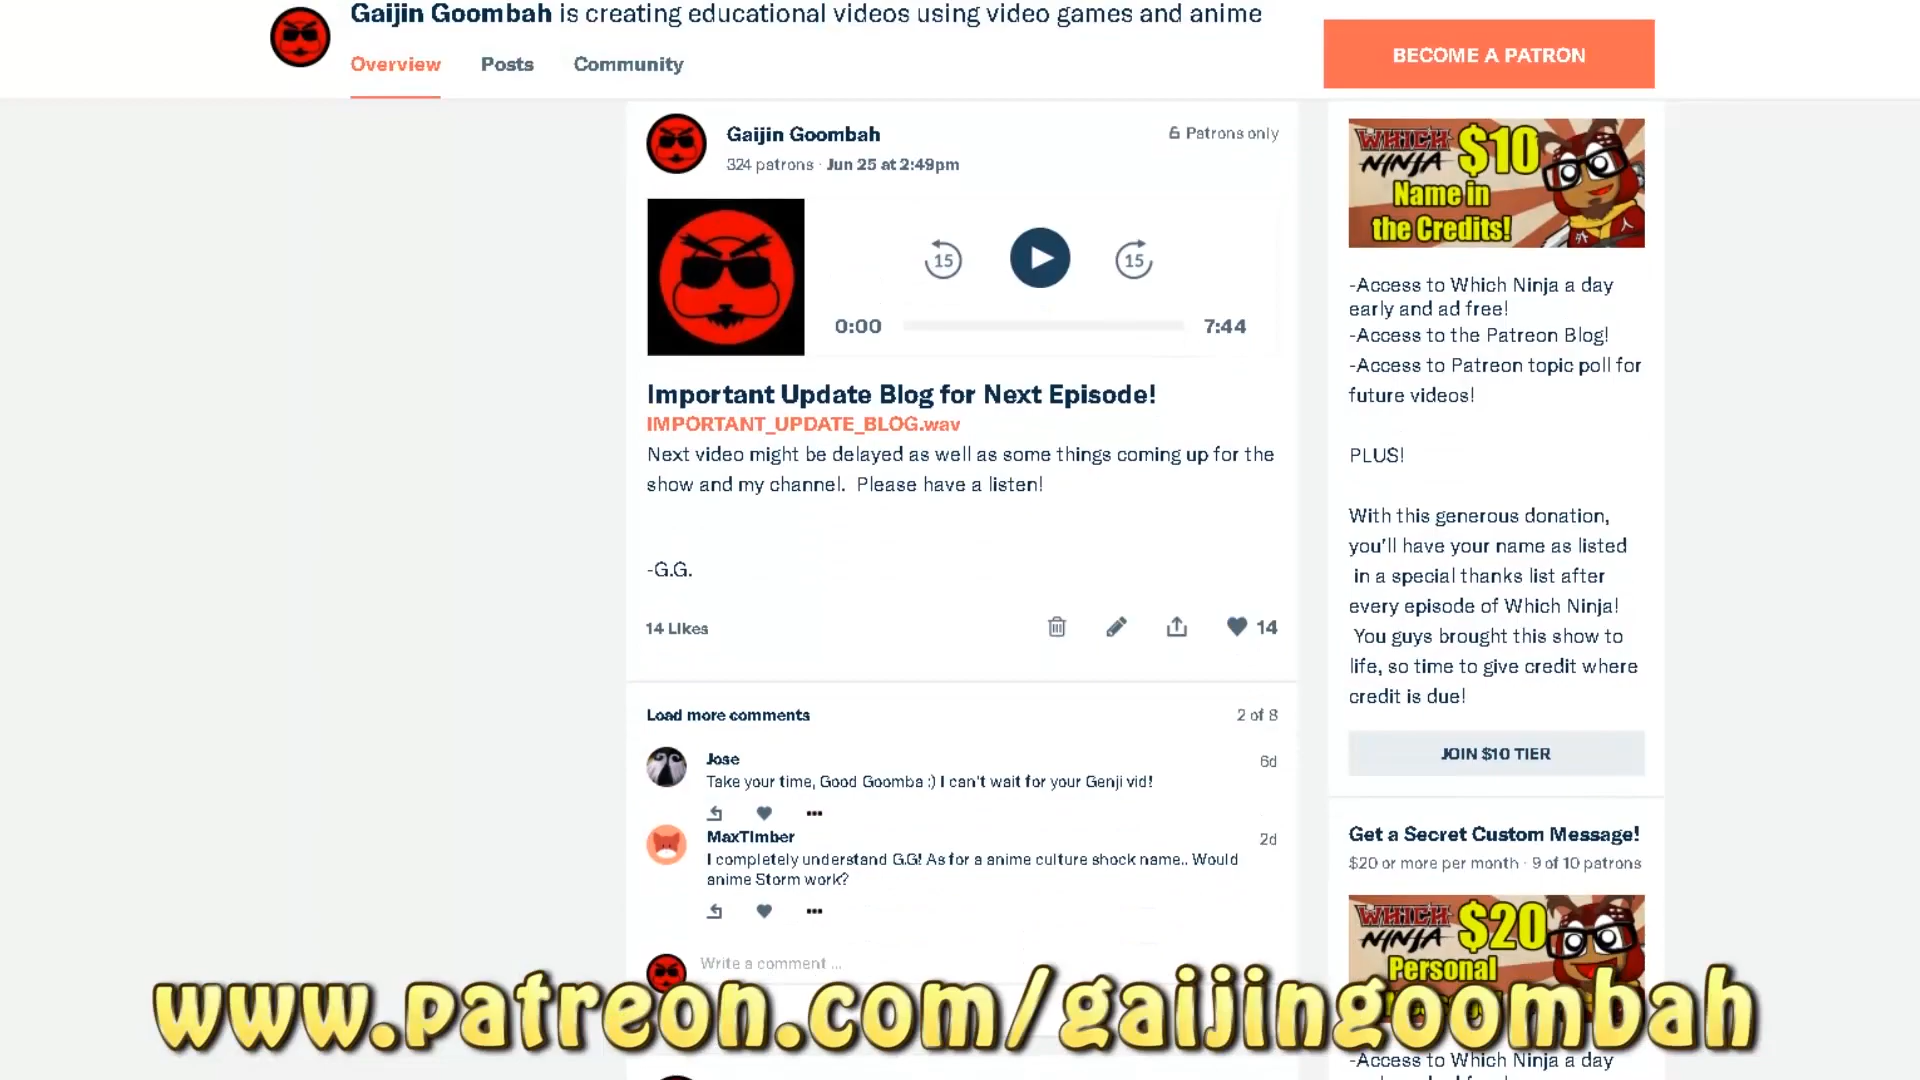 Gaijin Goombah is creating educational videos using video games and anime
Overview
Posts
Community
BECOME A PATRON
Gaijin Goombah
324 patrons · Jun 25 at 2:49pm
Patrons only
15
15
0:00
7:44
Important Update Blog for Next Episode!
IMPORTANT_UPDATE_BLOG.wav
Next video might be delayed as well as some things coming up for the
show and my channel. Please have a listen!
-G.G.
14 Likes
14
Load more comments
2 of 8
Jose
6d
Take your time, Good Goomba :) I can't wait for your Genji vid!
MaxTimber
2d
I completely understand G.G! As for a anime culture shock name.. Would
anime Storm work?
Write a comment ...
WHICH
NINJA
$10
Name in
the Credits!
-Access to Which Ninja a day
early and ad free!
-Access to the Patreon Blog!
-Access to Patreon topic poll for
future videos!
PLUS!
With this generous donation,
you'll have your name as listed
in a special thanks list after
every episode of Which Ninja!
You guys brought this show to
life, so time to give credit where
credit is due!
JOIN $10 TIER
Get a Secret Custom Message!
$20 or more per month · 9 of 10 patrons
WHICH
NINJA
$20
Personal
www.patreon.com/gaijingoombah
-Access to Which Ninja a day